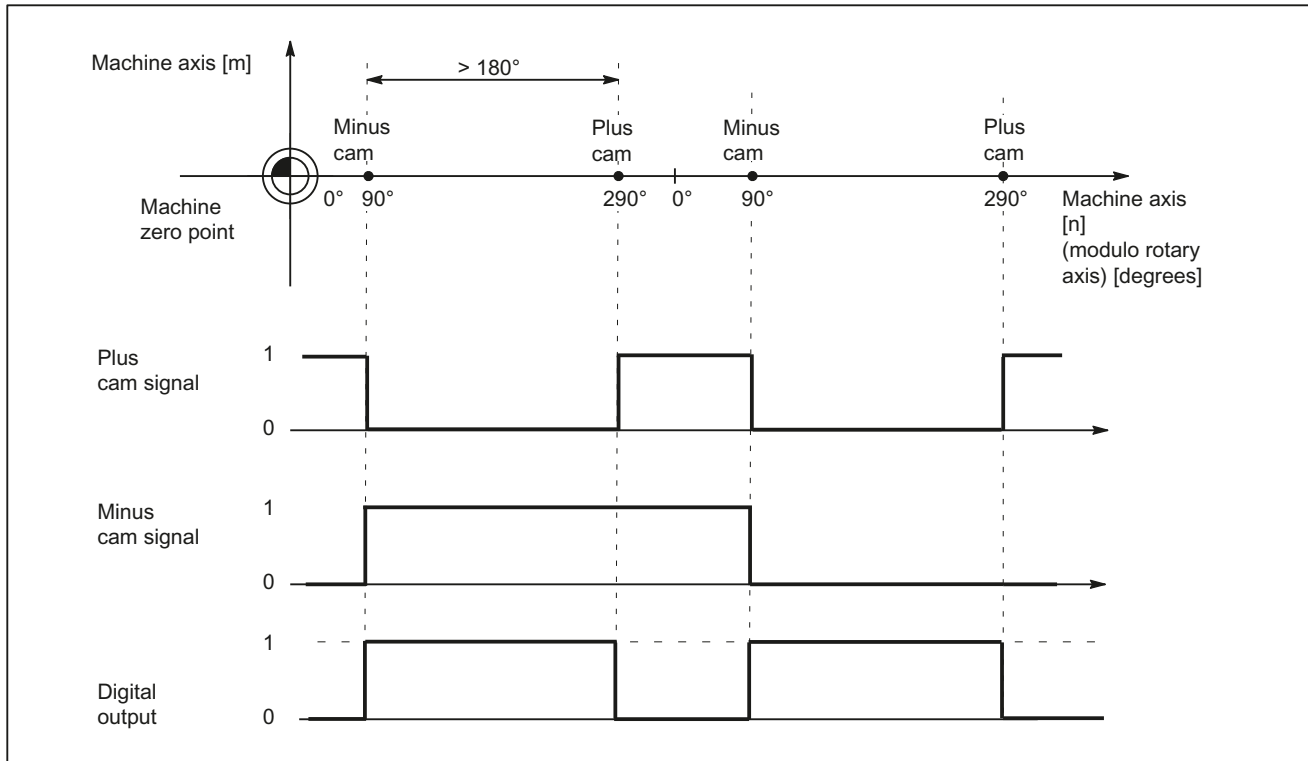 Machine axis [m]
> 180°
Minus
cam
Plus
cam
Minus
cam
Plus
cam
0° 90°
290° 0° 90°
290°
Machine
zero point
Machine axis
[n]
(modulo rotary
axis) [degrees]
Plus
cam signal
1
0
Minus
cam signal
1
0
Digital
output
1
0